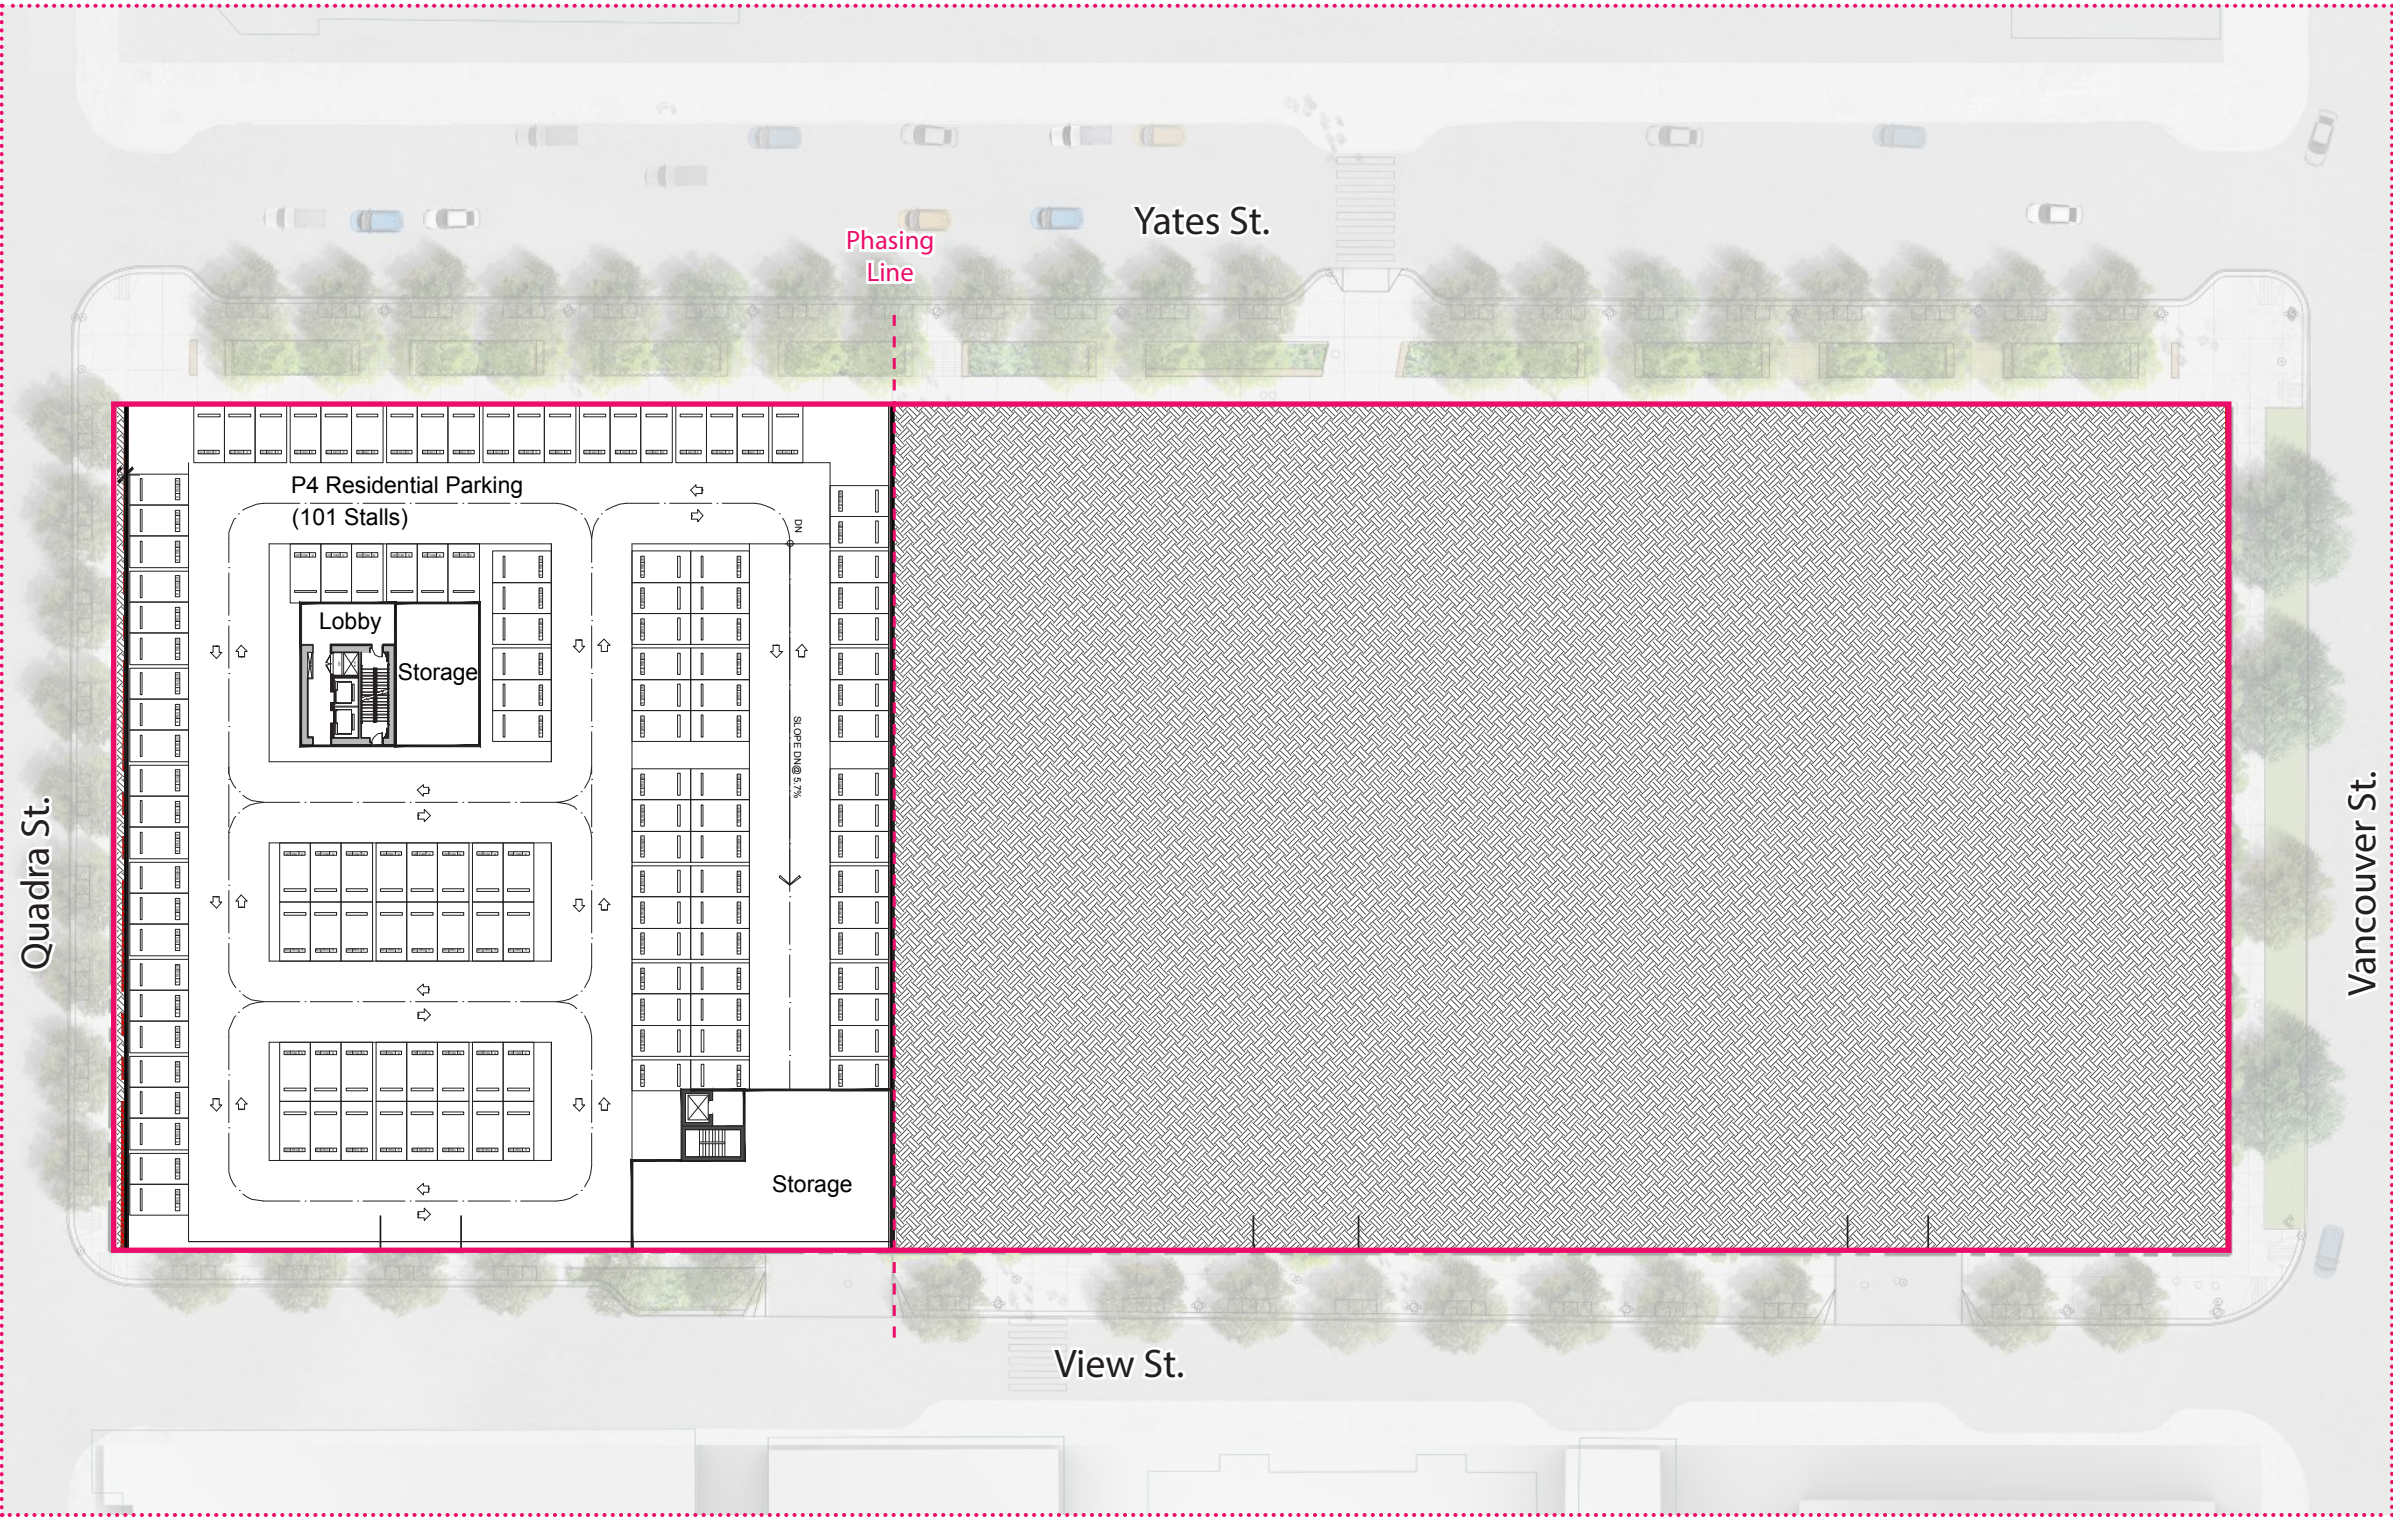 Yates St.
Phasing
Line
P4 Residential Parking
(101 Stalls)
DN
Lobby
Storage
SLOPE DN@ 5.7%
Quadra St.
Vancouver St.
Storage
View St.